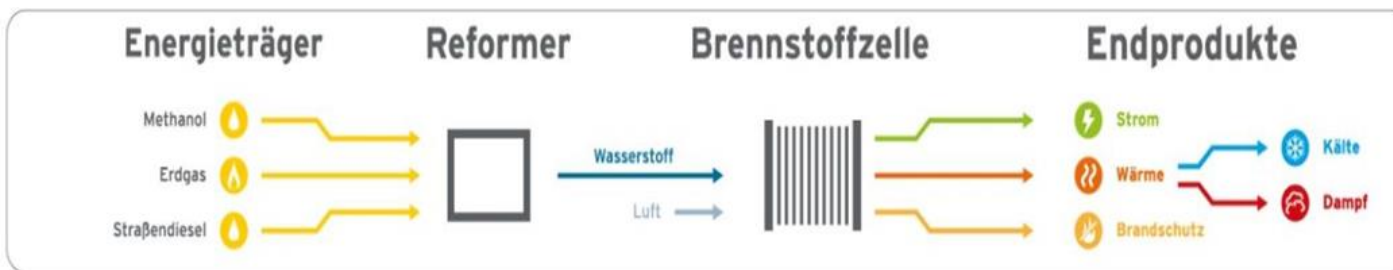 Energieträger
Reformer
Brennstoffzelle
Endprodukte
Methanol
Erdgas
Straßendiesel
Wasserstoff
Luft
Strom
Wärme
Brandschutz
Kälte
Dampf